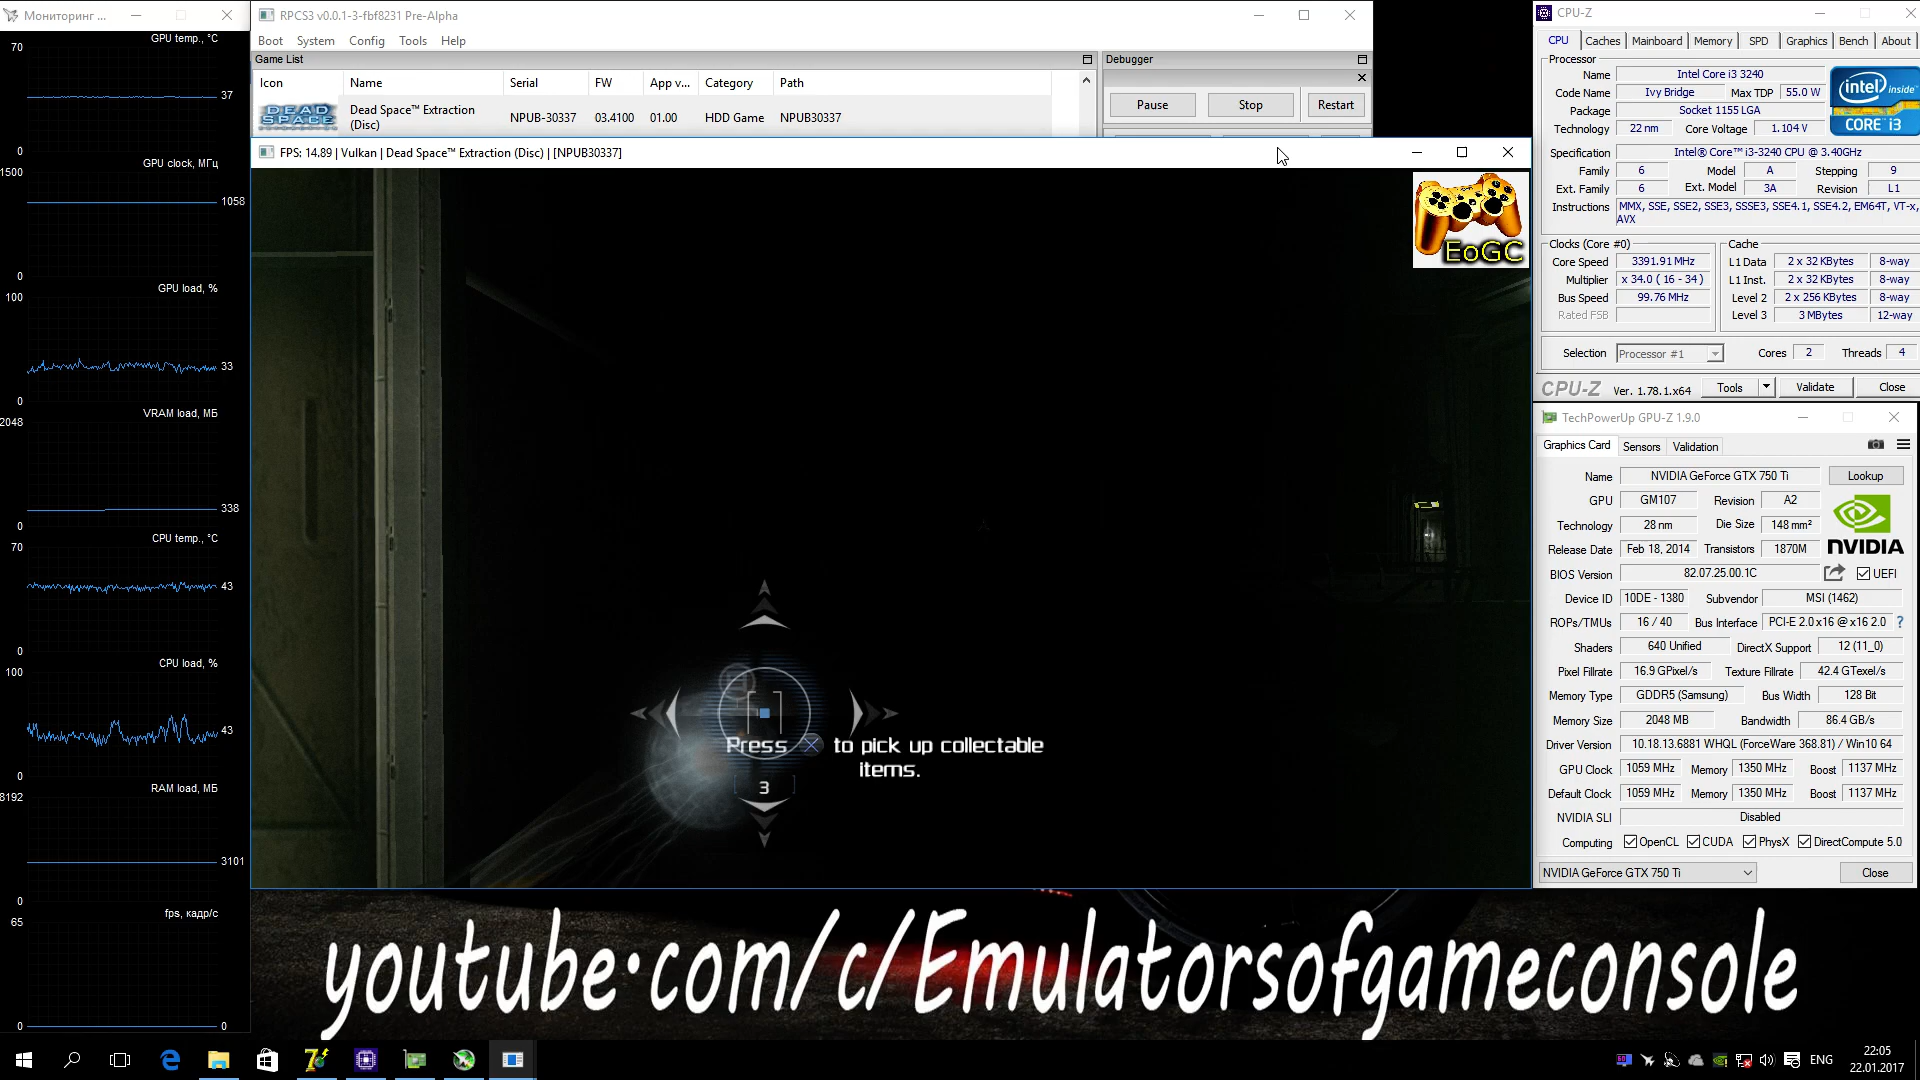 Мониторинг ...
GPU temp., °C
70
37
0
GPU clock, МГц
1500
1058
0
GPU load, %
100
33
0
VRAM load, МБ
2048
338
0
CPU temp., °C
70
43
0
CPU load, %
100
43
0
RAM load, МБ
8192
3101
0
fps, кадр/с
65
0
0
RPCS3 v0.0.1-3-fbf8231 Pre-Alpha
Boot System Config Tools Help
Game List
Icon Name Serial FW App v... Category Path
DEAD SPACE
Dead Space™ Extraction (Disc) NPUB-30337 03.4100 01.00 HDD Game NPUB30337
Debugger
Pause Stop Restart
FPS: 14.89 | Vulkan | Dead Space™ Extraction (Disc) | [NPUB30337]
EoGC
Press to pick up collectable
items.
3
youtube.com/c/Emulatorsofgameconsole
CPU-Z
CPU Caches Mainboard Memory SPD Graphics Bench About
Processor
Name Intel Core i3 3240
Code Name Ivy Bridge Max TDP 55.0 W
Package Socket 1155 LGA
Technology 22 nm Core Voltage 1.104 V
intel inside™
CORE i3
Specification Intel® Core™ i3-3240 CPU @ 3.40GHz
Family 6 Model A Stepping 9
Ext. Family 6 Ext. Model 3A Revision L1
Instructions MMX, SSE, SSE2, SSE3, SSSE3, SSE4.1, SSE4.2, EM64T, VT-x,
AVX
Clocks (Core #0) Cache
Core Speed 3391.91 MHz L1 Data 2 x 32 KBytes 8-way
Multiplier x 34.0 ( 16 - 34 ) L1 Inst. 2 x 32 KBytes 8-way
Bus Speed 99.76 MHz Level 2 2 x 256 KBytes 8-way
Rated FSB Level 3 3 MBytes 12-way
Selection Processor #1 Cores 2 Threads 4
CPU-Z Ver. 1.78.1.x64 Tools Validate Close
TechPowerUp GPU-Z 1.9.0
Graphics Card Sensors Validation
Name NVIDIA GeForce GTX 750 Ti Lookup
GPU GM107 Revision A2
Technology 28 nm Die Size 148 mm²
Release Date Feb 18, 2014 Transistors 1870M
NVIDIA
BIOS Version 82.07.25.00.1C UEFI
Device ID 10DE - 1380 Subvendor MSI (1462)
ROPs/TMUs 16 / 40 Bus Interface PCI-E 2.0 x16 @ x16 2.0 ?
Shaders 640 Unified DirectX Support 12 (11_0)
Pixel Fillrate 16.9 GPixel/s Texture Fillrate 42.4 GTexel/s
Memory Type GDDR5 (Samsung) Bus Width 128 Bit
Memory Size 2048 MB Bandwidth 86.4 GB/s
Driver Version 10.18.13.6881 WHQL (ForceWare 368.81) / Win10 64
GPU Clock 1059 MHz Memory 1350 MHz Boost 1137 MHz
Default Clock 1059 MHz Memory 1350 MHz Boost 1137 MHz
NVIDIA SLI Disabled
Computing OpenCL CUDA PhysX DirectCompute 5.0
NVIDIA GeForce GTX 750 Ti Close
ENG
22:05
22.01.2017